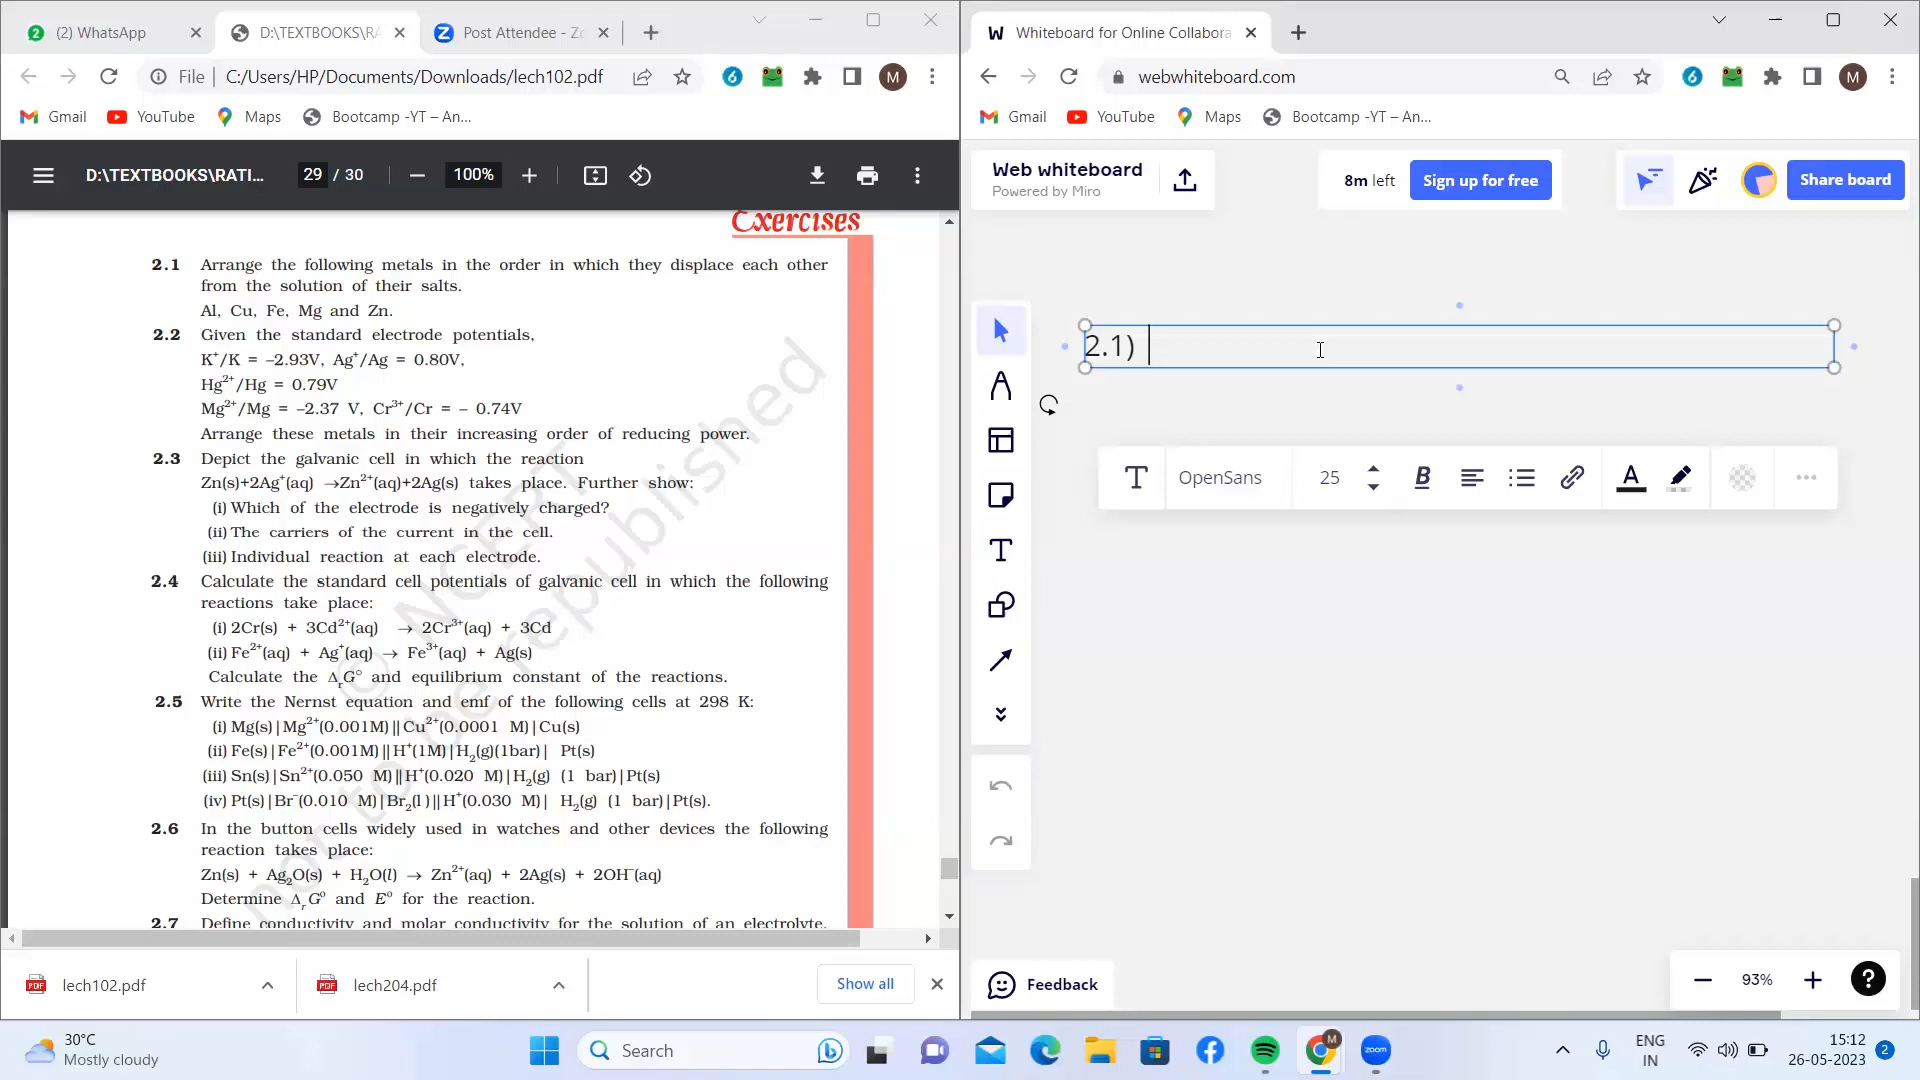 (2) WhatsApp
D:\TEXTBOOKS\RA
Post Attendee - Zo
File
C:/Users/HP/Documents/Downloads/lech102.pdf
M
Gmail
YouTube
Maps
Bootcamp -YT – An...
D:\TEXTBOOKS\RATI...
29 / 30
100%
Exercises
2.1 Arrange the following metals in the order in which they displace each other
from the solution of their salts.
Al, Cu, Fe, Mg and Zn.
2.2 Given the standard electrode potentials,
K⁺/K = –2.93V, Ag⁺/Ag = 0.80V,
Hg²⁺/Hg = 0.79V
Mg²⁺/Mg = –2.37 V, Cr³⁺/Cr = – 0.74V
Arrange these metals in their increasing order of reducing power.
2.3 Depict the galvanic cell in which the reaction
Zn(s)+2Ag⁺(aq) →Zn²⁺(aq)+2Ag(s) takes place. Further show:
(i) Which of the electrode is negatively charged?
(ii) The carriers of the current in the cell.
(iii) Individual reaction at each electrode.
2.4 Calculate the standard cell potentials of galvanic cell in which the following
reactions take place:
(i) 2Cr(s) + 3Cd²⁺(aq) → 2Cr³⁺(aq) + 3Cd
(ii) Fe²⁺(aq) + Ag⁺(aq) → Fe³⁺(aq) + Ag(s)
Calculate the ΔᵣG° and equilibrium constant of the reactions.
2.5 Write the Nernst equation and emf of the following cells at 298 K:
(i) Mg(s)|Mg²⁺(0.001M)||Cu²⁺(0.0001 M)|Cu(s)
(ii) Fe(s)|Fe²⁺(0.001M)||H⁺(1M)|H₂(g)(1bar)| Pt(s)
(iii) Sn(s)|Sn²⁺(0.050 M)||H⁺(0.020 M)|H₂(g) (1 bar)|Pt(s)
(iv) Pt(s)|Br⁻(0.010 M)|Br₂(l)||H⁺(0.030 M)| H₂(g) (1 bar)|Pt(s).
2.6 In the button cells widely used in watches and other devices the following
reaction takes place:
Zn(s) + Ag₂O(s) + H₂O(l) → Zn²⁺(aq) + 2Ag(s) + 2OH⁻(aq)
Determine ΔᵣG° and E° for the reaction.
2.7 Define conductivity and molar conductivity for the solution of an electrolyte.
© NCERT
not to be republished
lech102.pdf
lech204.pdf
Show all
Whiteboard for Online Collabora
webwhiteboard.com
M
Gmail
YouTube
Maps
Bootcamp -YT – An...
Web whiteboard
Powered by Miro
8m left
Sign up for free
Share board
2.1)
OpenSans
25
B
A
Feedback
93%
30°C
Mostly cloudy
Search
zoom
ENG
IN
15:12
26-05-2023
2